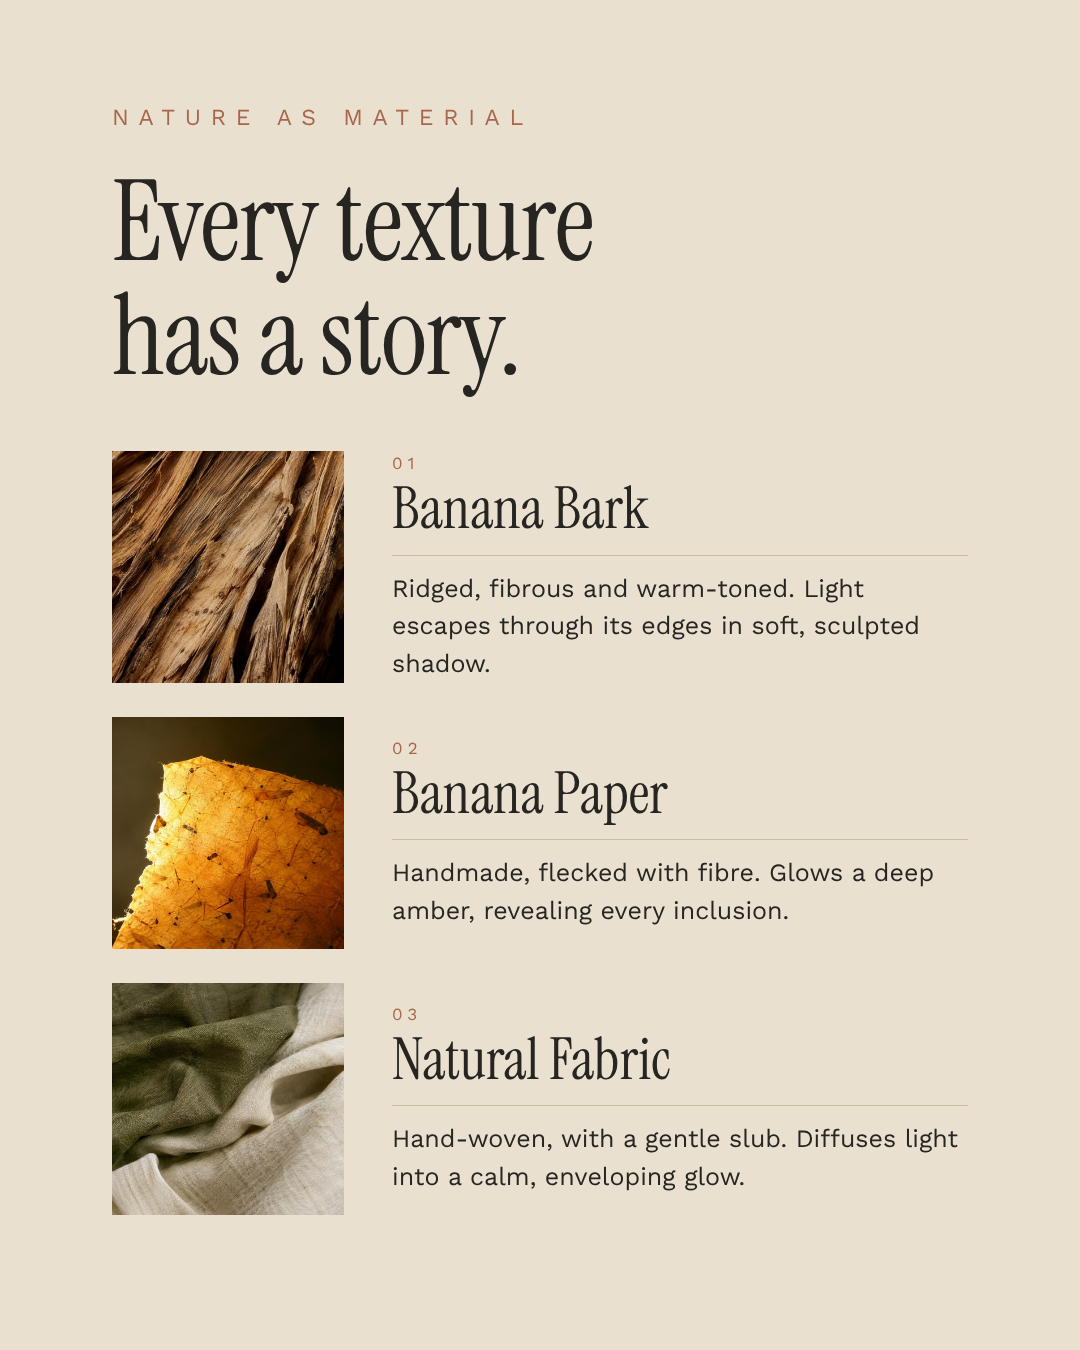 NATURE AS MATERIAL
Every texture
has a story.
01
Banana Bark
Ridged, fibrous and warm-toned. Light
escapes through its edges in soft, sculpted
shadow.
02
Banana Paper
Handmade, flecked with fibre. Glows a deep
amber, revealing every inclusion.
03
Natural Fabric
Hand-woven, with a gentle slub. Diffuses light
into a calm, enveloping glow.